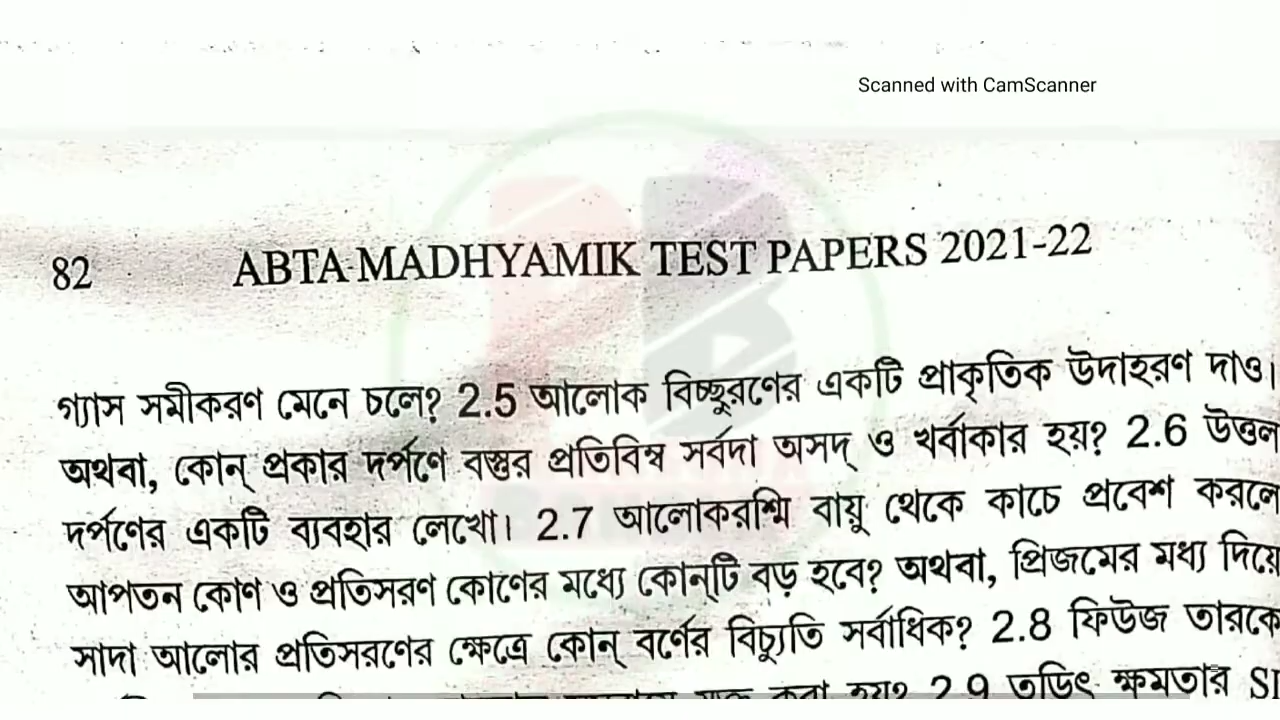 Scanned with CamScanner
82 ABTA MADHYAMIK TEST PAPERS 2021-22
গ্যাস সমীকরণ মেনে চলে? 2.5 আলোক বিচ্ছুরণের একটি প্রাকৃতিক উদাহরণ দাও।
অথবা, কোন্ প্রকার দর্পণে বস্তুর প্রতিবিম্ব সর্বদা অসদ্ ও খর্বাকার হয়? 2.6 উত্তল
দর্পণের একটি ব্যবহার লেখো। 2.7 আলোকরশ্মি বায়ু থেকে কাচে প্রবেশ করলে
আপতন কোণ ও প্রতিসরণ কোণের মধ্যে কোন্‌টি বড় হবে? অথবা, প্রিজমের মধ্য দিয়ে
সাদা আলোর প্রতিসরণের ক্ষেত্রে কোন্ বর্ণের বিচ্যুতি সর্বাধিক? 2.8 ফিউজ তারকে
যুক্ত করা হয়? 2.9 তড়িৎ ক্ষমতার SI